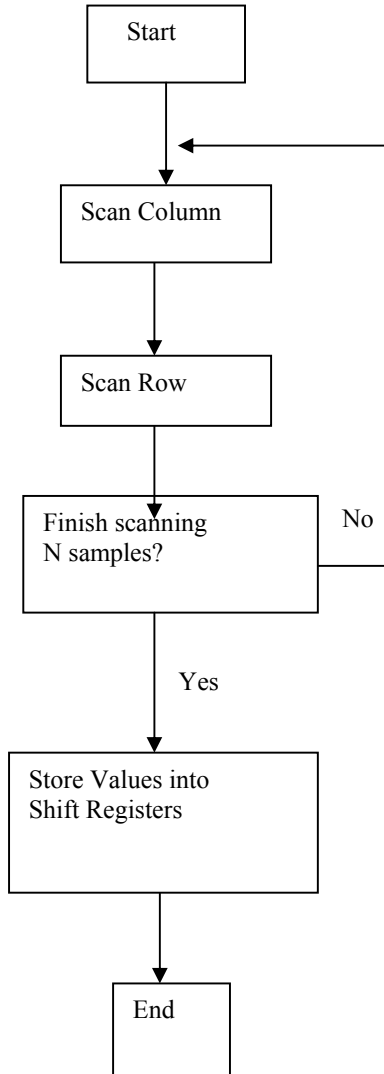 Start
Scan Column
Scan Row
Finish scanning
N samples?
No
Yes
Store Values into
Shift Registers
End